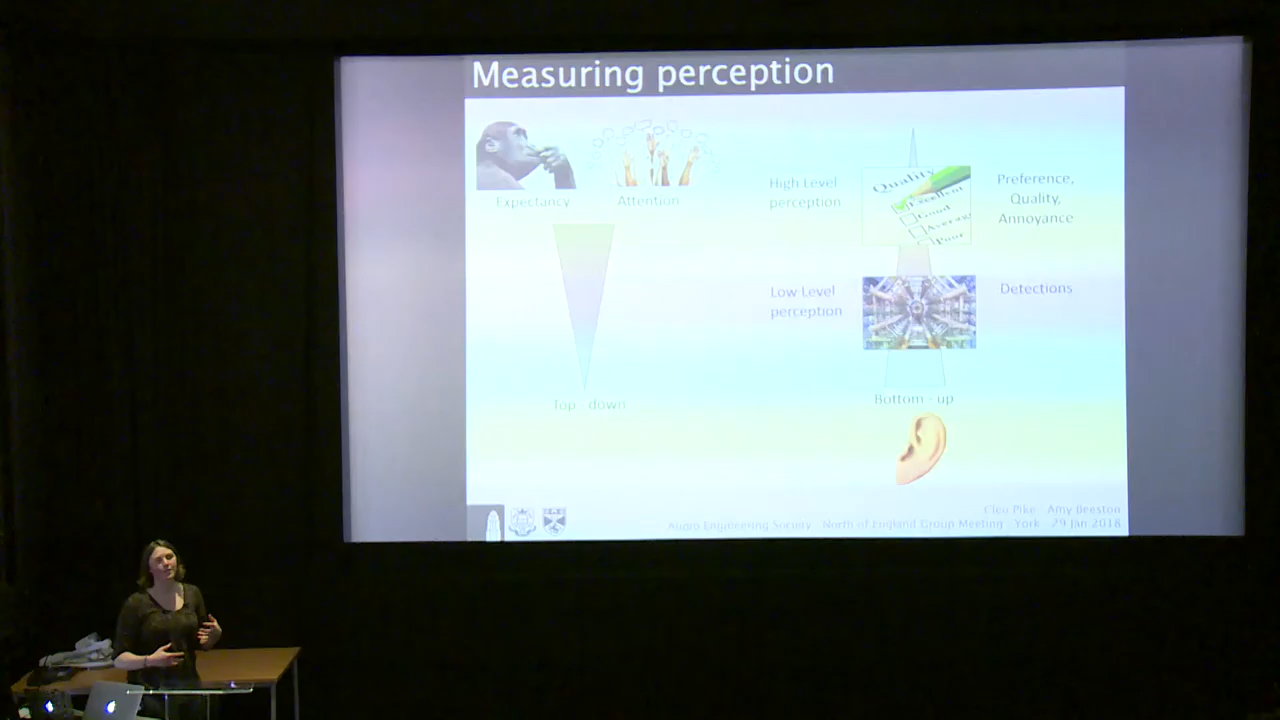 Measuring perception
Expectancy
Attention
High Level
perception
Quality
Excellent
Good
Average
Poor
Preference,
Quality,
Annoyance
Low Level
perception
Detections
Top - down
Bottom - up
Cleo Pike - Amy Beeston
Audio Engineering Society - North of England Group Meeting - York - 29 Jan 2018